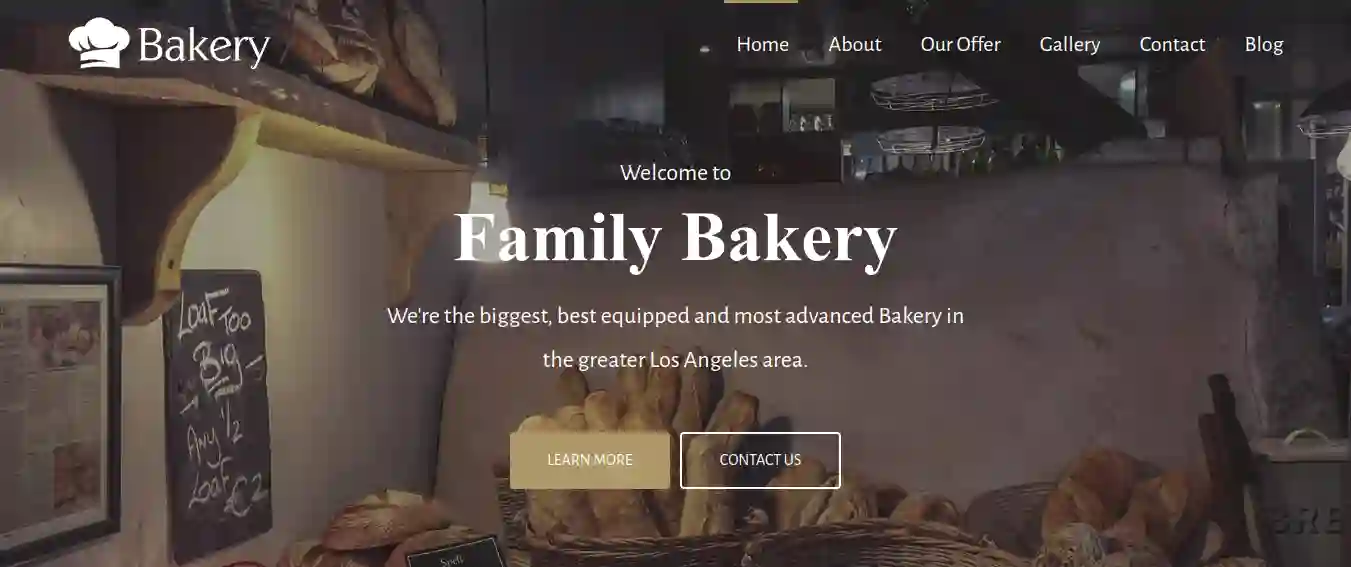 Bakery
Home About Our Offer Gallery Contact Blog
Welcome to
Family Bakery
We're the biggest, best equipped and most advanced Bakery in
the greater Los Angeles area.
LEARN MORE CONTACT US
Loaf Too
Big
Any 1/2
Loaf €2
Spelt
BRE